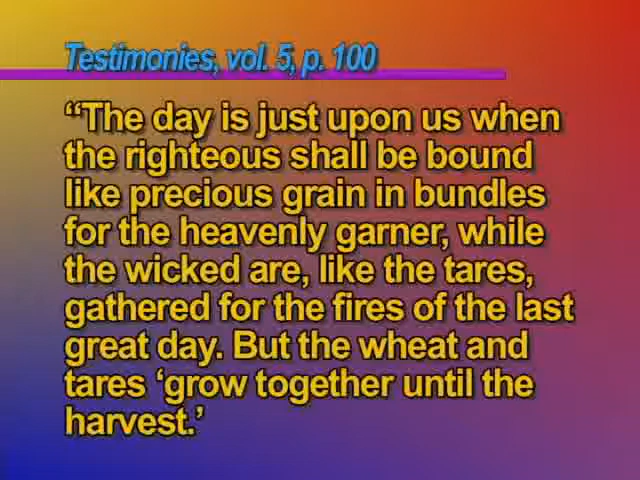 Testimonies, vol. 5, p. 100
“The day is just upon us when
the righteous shall be bound
like precious grain in bundles
for the heavenly garner, while
the wicked are, like the tares,
gathered for the fires of the last
great day. But the wheat and
tares ‘grow together until the
harvest.’